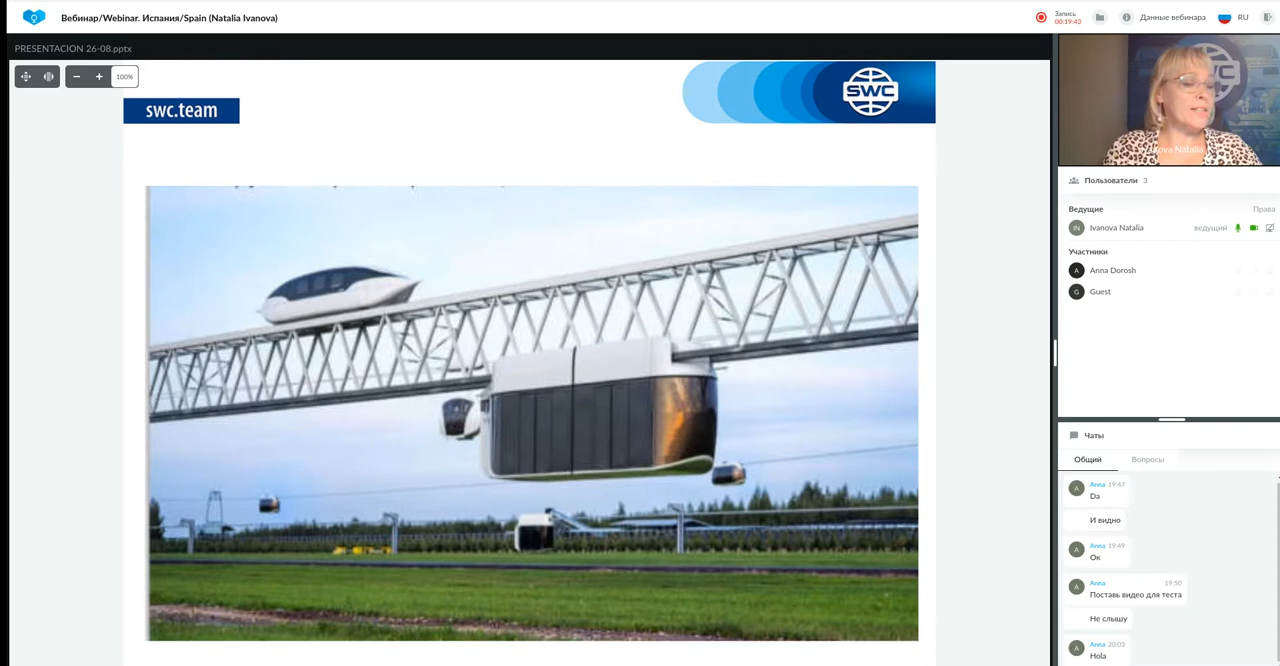 Вебинар/Webinar. Испания/Spain (Natalia Ivanova)
Запись
00:19:43
Данные вебинара
RU
PRESENTACION 26-08.pptx
100%
swc.team
SWC
Ivanova Natalia
Пользователи 3
Ведущие Права
IN Ivanova Natalia ведущий
Участники
A Anna Dorosh
G Guest
Чаты
Общий Вопросы
A Anna 19:47
Da
И видно
A Anna 19:49
Ок
A Anna 19:50
Поставь видео для теста
Не слышу
A Anna 20:03
Hola